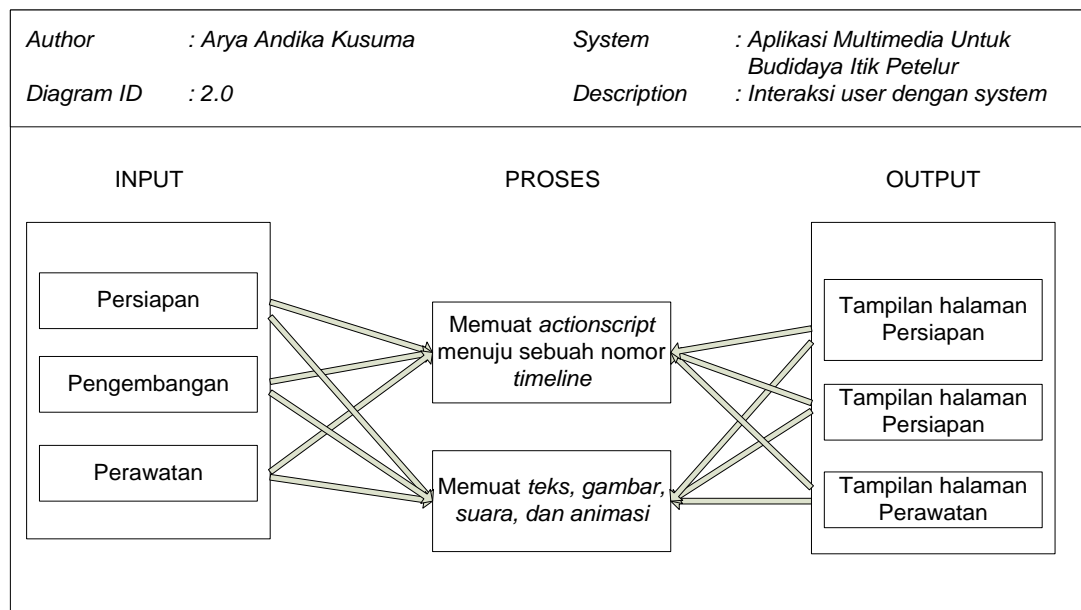 Author : Arya Andika Kusuma
System : Aplikasi Multimedia Untuk
Budidaya Itik Petelur
Diagram ID : 2.0
Description : Interaksi user dengan system
INPUT
PROSES
OUTPUT
Persiapan
Pengembangan
Perawatan
Memuat actionscript
menuju sebuah nomor
timeline
Memuat teks, gambar,
suara, dan animasi
Tampilan halaman
Persiapan
Tampilan halaman
Persiapan
Tampilan halaman
Perawatan